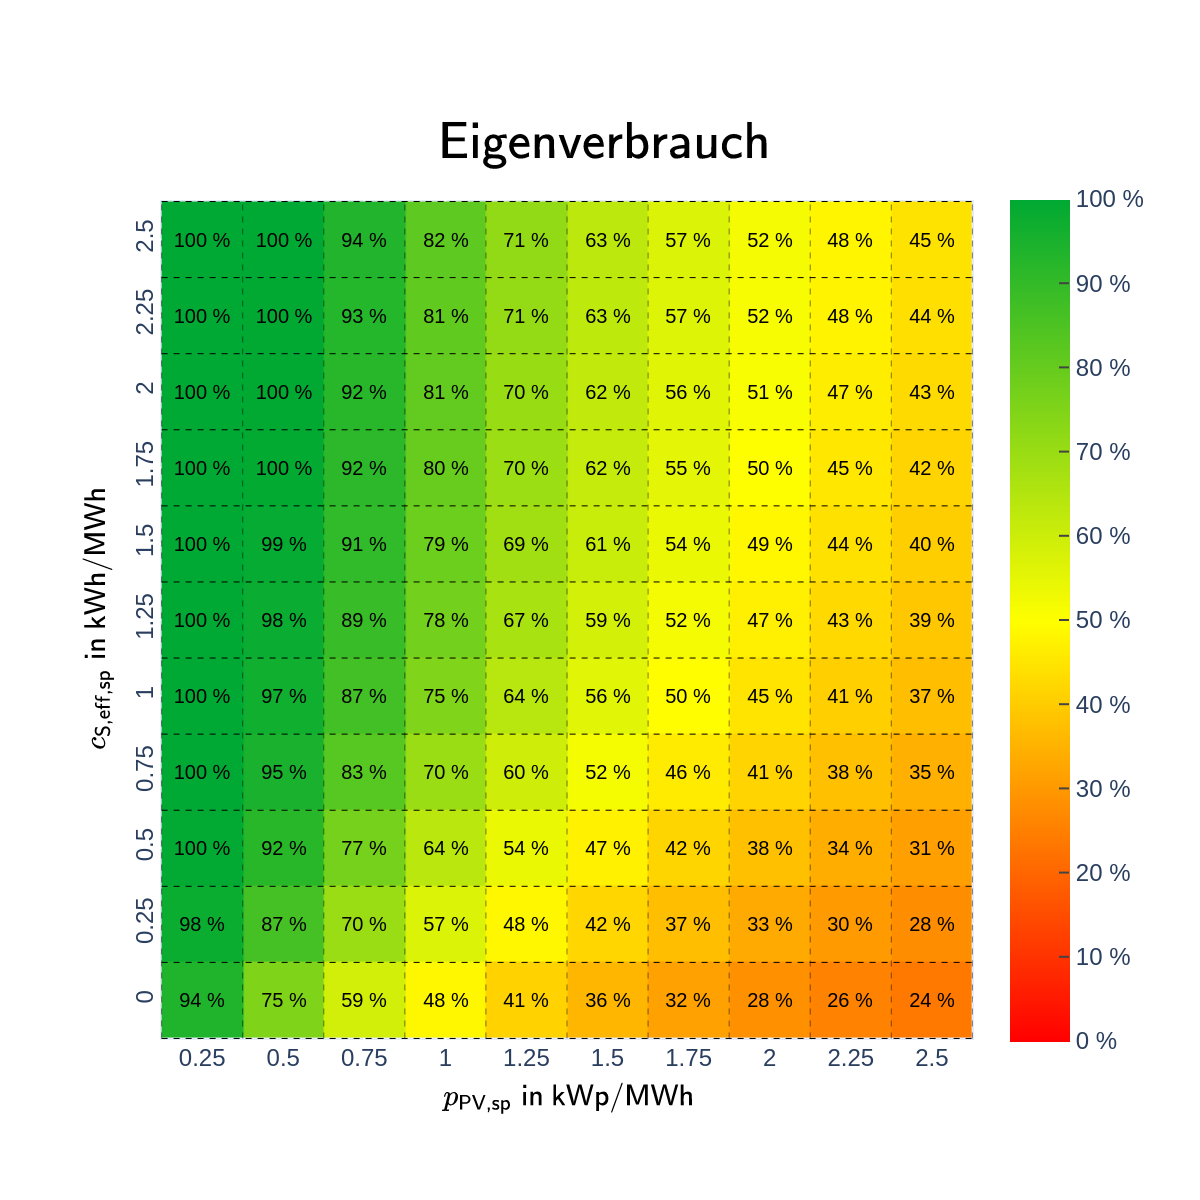 Eigenverbrauch
2.5 100 % 100 % 94 % 82 % 71 % 63 % 57 % 52 % 48 % 45 %
2.25 100 % 100 % 93 % 81 % 71 % 63 % 57 % 52 % 48 % 44 %
2 100 % 100 % 92 % 81 % 70 % 62 % 56 % 51 % 47 % 43 %
1.75 100 % 100 % 92 % 80 % 70 % 62 % 55 % 50 % 45 % 42 %
1.5 100 % 99 % 91 % 79 % 69 % 61 % 54 % 49 % 44 % 40 %
1.25 100 % 98 % 89 % 78 % 67 % 59 % 52 % 47 % 43 % 39 %
1 100 % 97 % 87 % 75 % 64 % 56 % 50 % 45 % 41 % 37 %
0.75 100 % 95 % 83 % 70 % 60 % 52 % 46 % 41 % 38 % 35 %
0.5 100 % 92 % 77 % 64 % 54 % 47 % 42 % 38 % 34 % 31 %
0.25 98 % 87 % 70 % 57 % 48 % 42 % 37 % 33 % 30 % 28 %
0 94 % 75 % 59 % 48 % 41 % 36 % 32 % 28 % 26 % 24 %
0.25 0.5 0.75 1 1.25 1.5 1.75 2 2.25 2.5
pPV,sp in kWp/MWh
cS,eff,sp in kWh/MWh
100 %
90 %
80 %
70 %
60 %
50 %
40 %
30 %
20 %
10 %
0 %